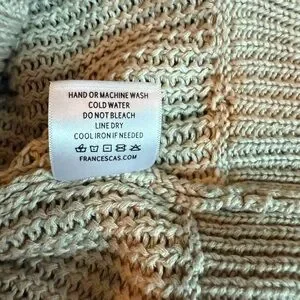 HAND OR MACHINE WASH
COLD WATER
DO NOT BLEACH
LINE DRY
COOL IRON IF NEEDED
FRANCESCAS.COM